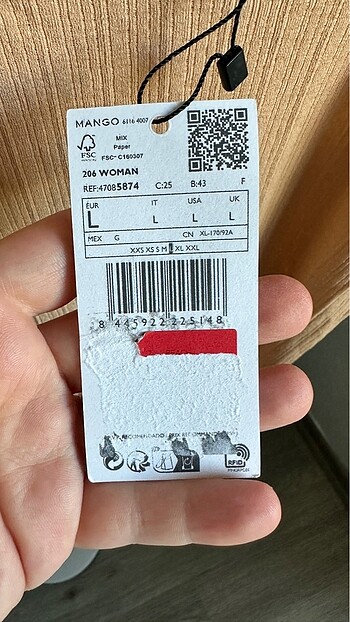 MANGO 6116 4007
MIX
Paper
FSC
FSC™ C160307
206 WOMAN
REF:47085874 C:25 B:43 F
EUR IT USA UK
L L L L
MEX G CN XL-170/92A
XXS XS S M L XL XXL
8 445922 225148
RFID